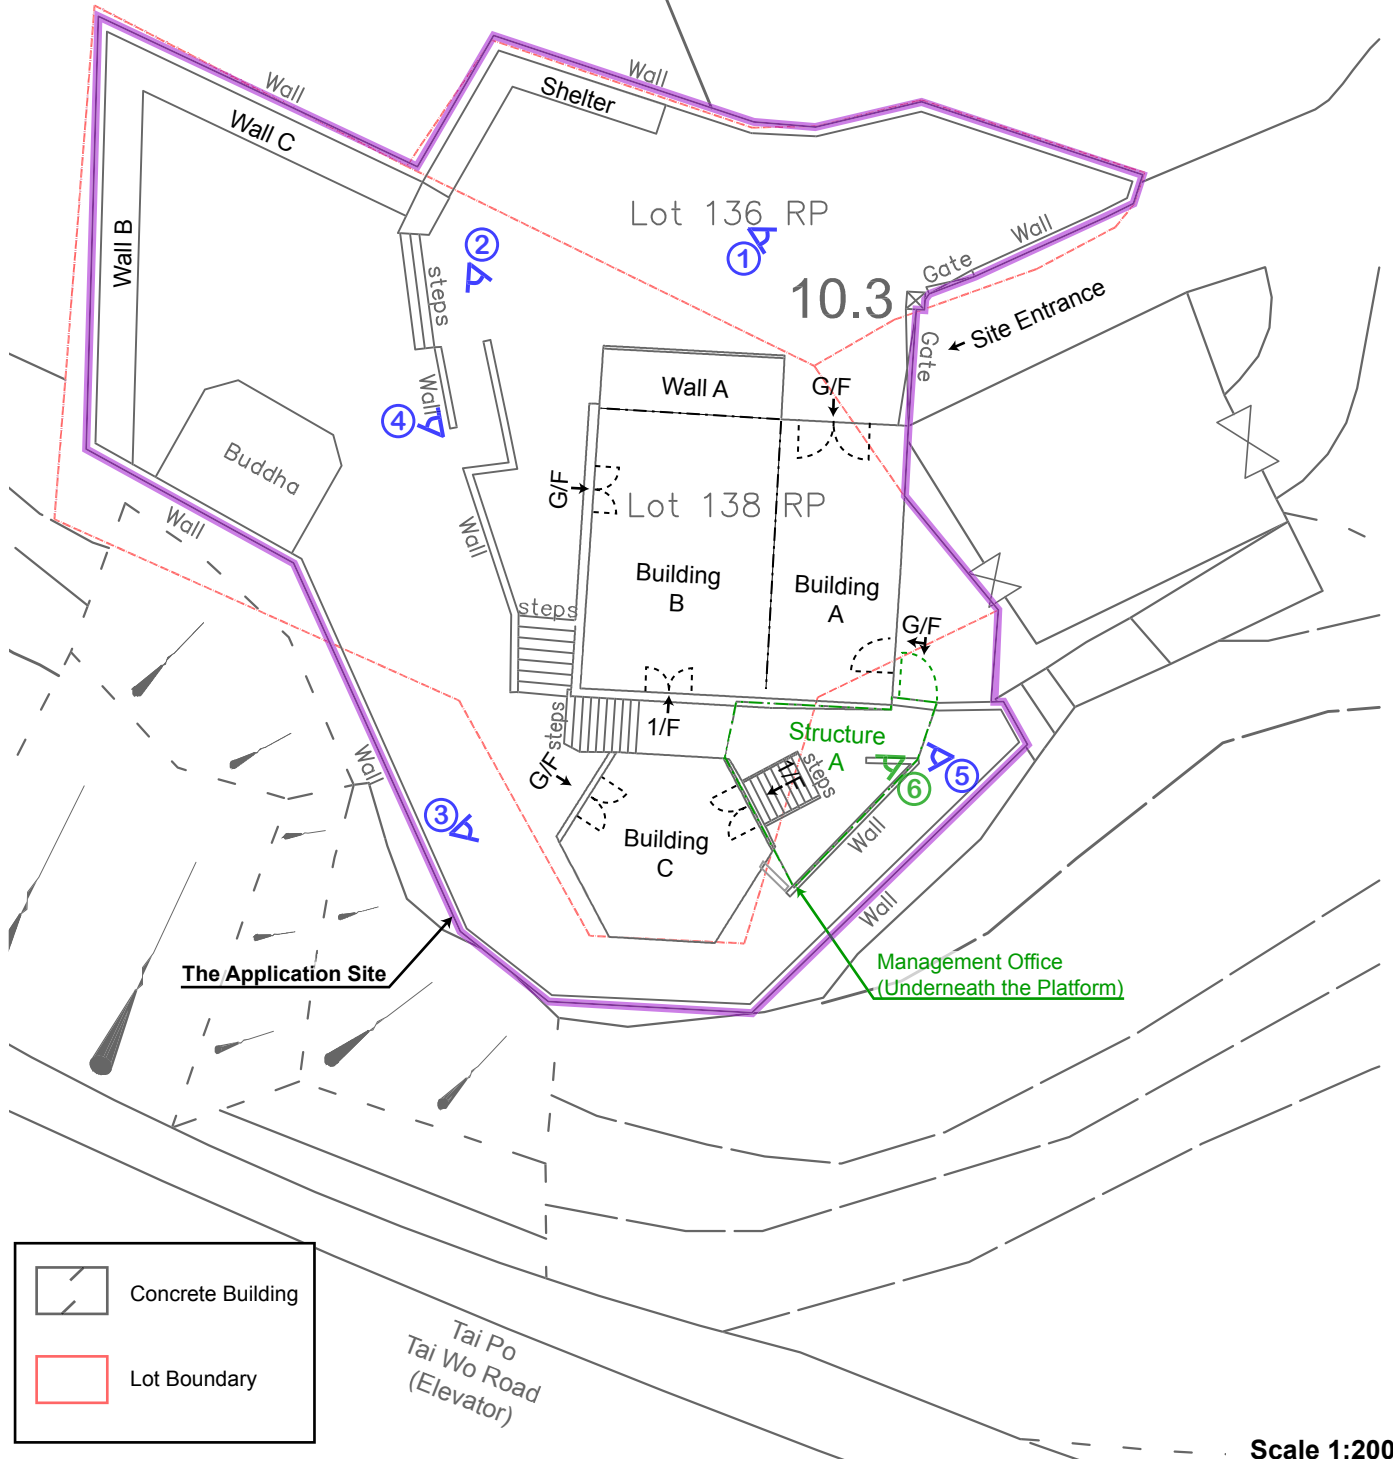 Wall
Wall
Shelter
Wall C
Lot 136 RP
Wall
Wall B
②
①
Gate
steps
10.3
Site Entrance
Gate
Wall A
G/F
Wall
④
Buddha
G/F
Lot 138 RP
Wall
Wall
Building
B
Building
A
steps
G/F
steps
1/F
Structure
A
steps
1/F
Wall
G/F
⑤
⑥
③
Building
C
Wall
Wall
The Application Site
Management Office
(Underneath the Platform)
Concrete Building
Lot Boundary
Tai Po
Tai Wo Road
(Elevator)
Scale 1:200